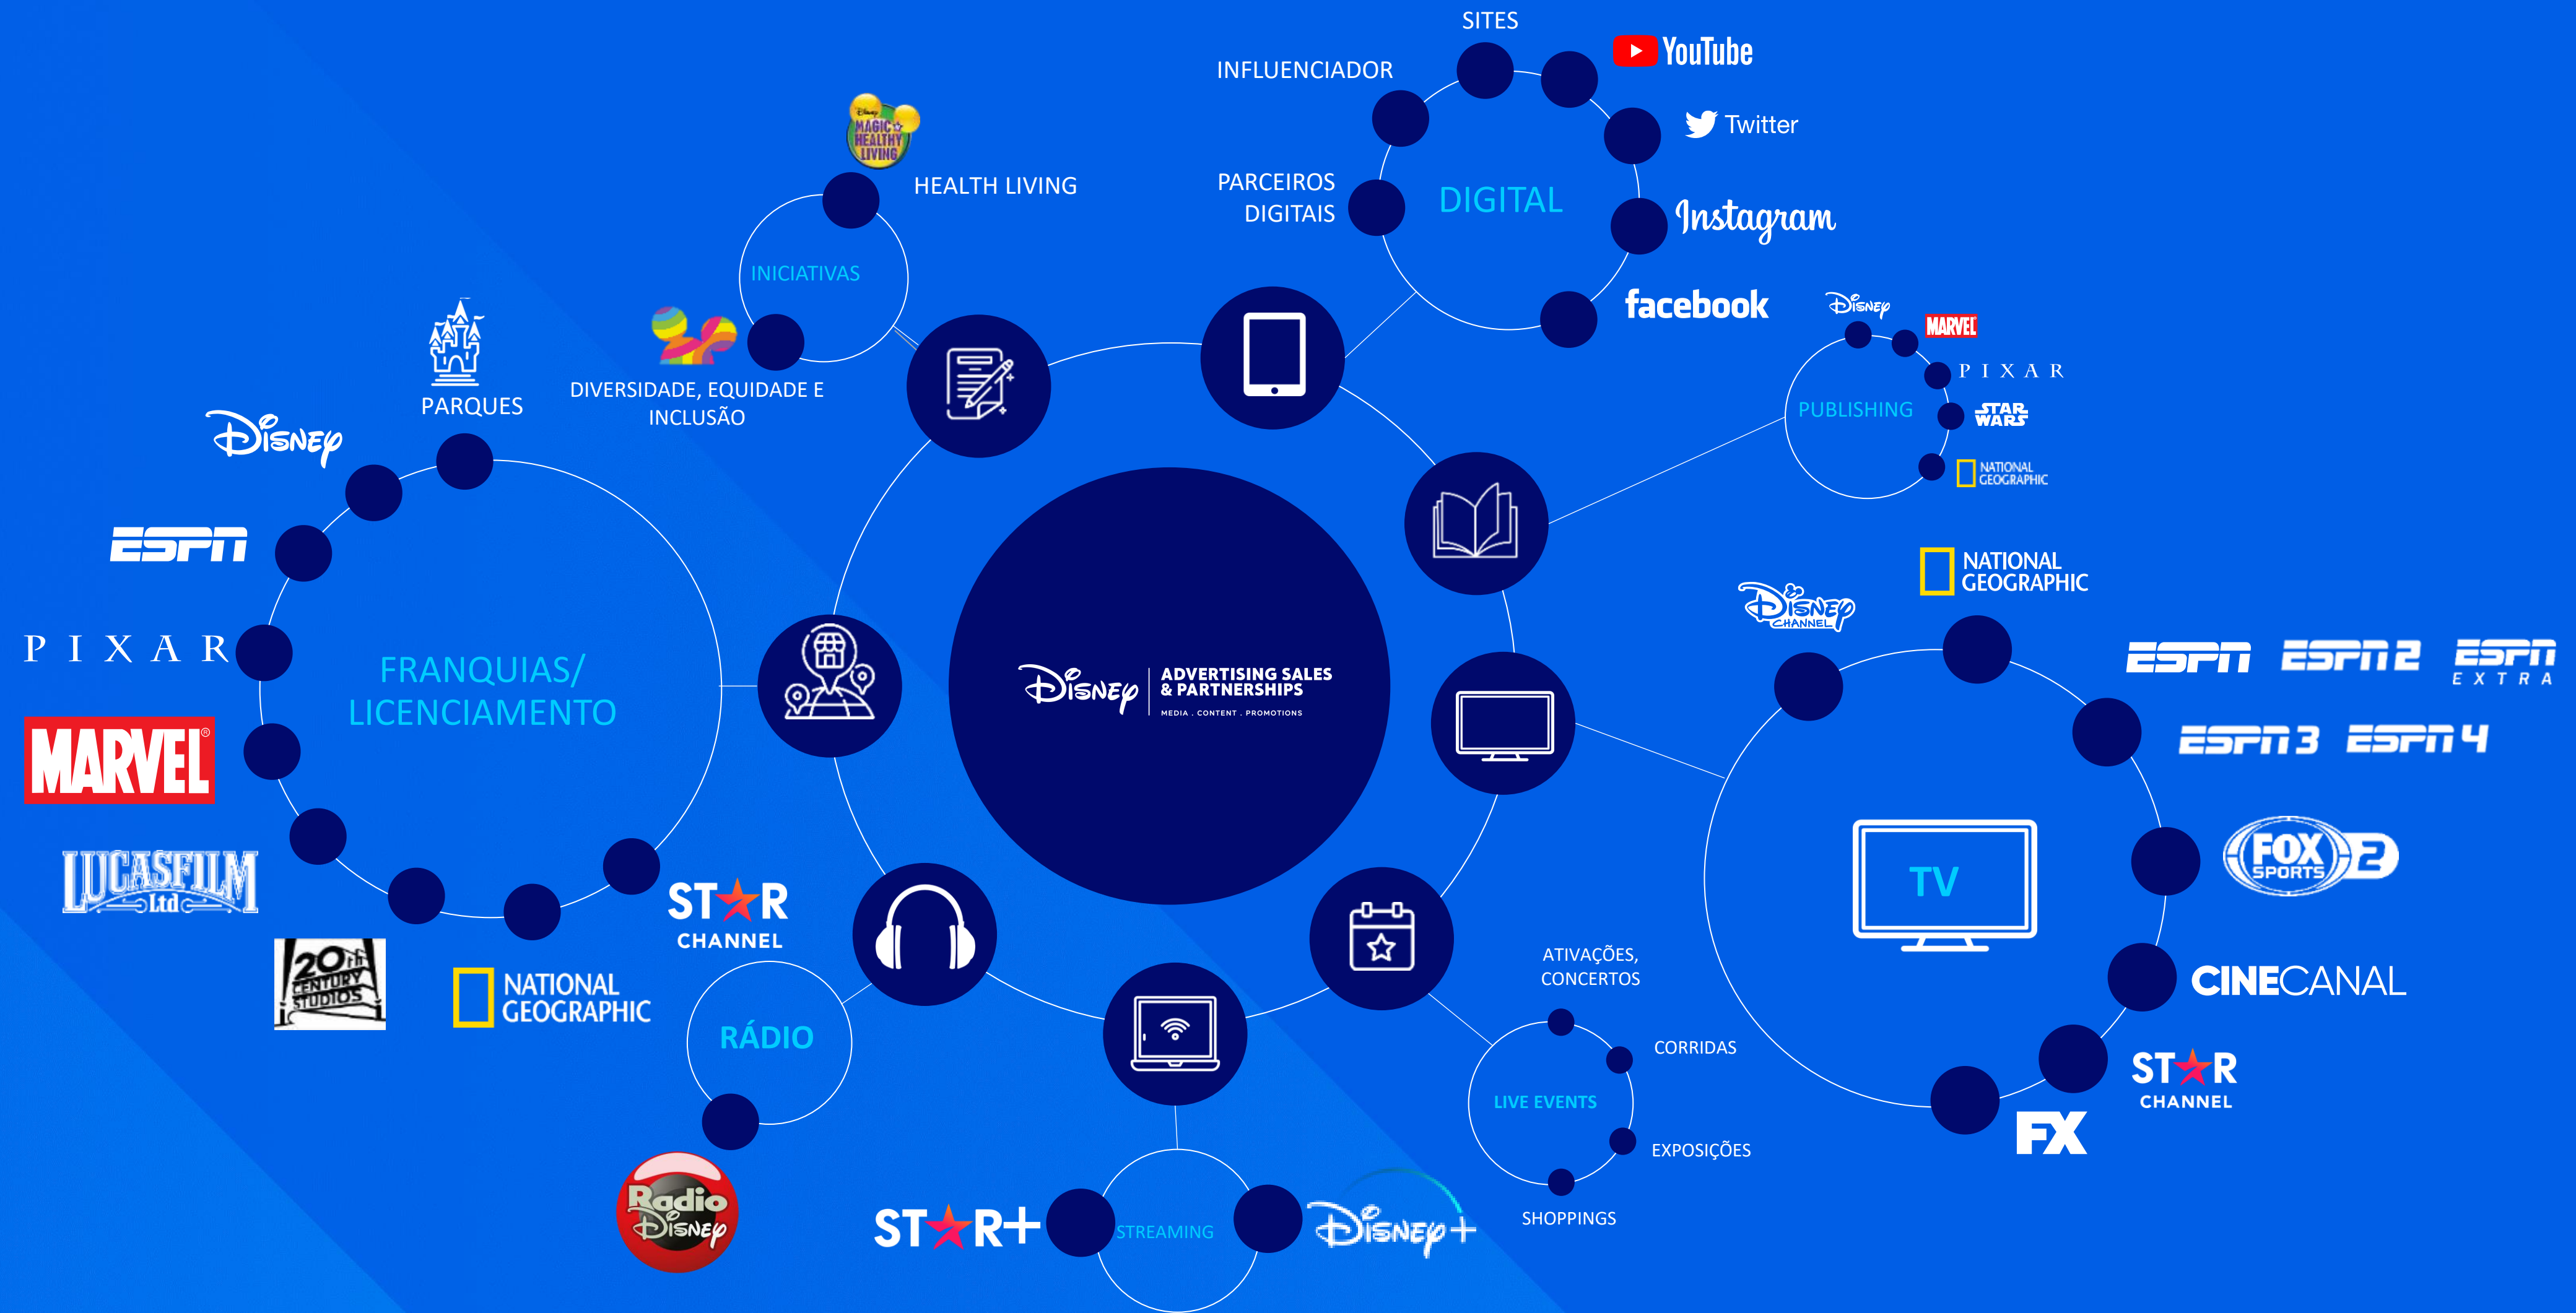 SITES
YouTube
INFLUENCIADOR
Twitter
PARCEIROS
DIGITAIS
DIGITAL
Instagram
facebook
Disney
MAGIC
HEALTHY
LIVING
HEALTH LIVING
INICIATIVAS
DIVERSIDADE, EQUIDADE E
INCLUSÃO
Disney
MARVEL
PIXAR
PUBLISHING
STAR
WARS
NATIONAL
GEOGRAPHIC
PARQUES
Disney
ESPN
PIXAR
FRANQUIAS/
LICENCIAMENTO
MARVEL®
LUCASFILM
Ltd
20th
CENTURY
STUDIOS
NATIONAL
GEOGRAPHIC
STAR
CHANNEL
Disney
ADVERTISING SALES
& PARTNERSHIPS
MEDIA . CONTENT . PROMOTIONS
Disney
CHANNEL
NATIONAL
GEOGRAPHIC
ESPN ESPN 2 ESPN
EXTRA
ESPN 3 ESPN 4
TV
FOX
SPORTS 2
CINECANAL
STAR
CHANNEL
FX
RÁDIO
Radio
Disney
STAR+
STREAMING
Disney+
ATIVAÇÕES,
CONCERTOS
CORRIDAS
LIVE EVENTS
EXPOSIÇÕES
SHOPPINGS